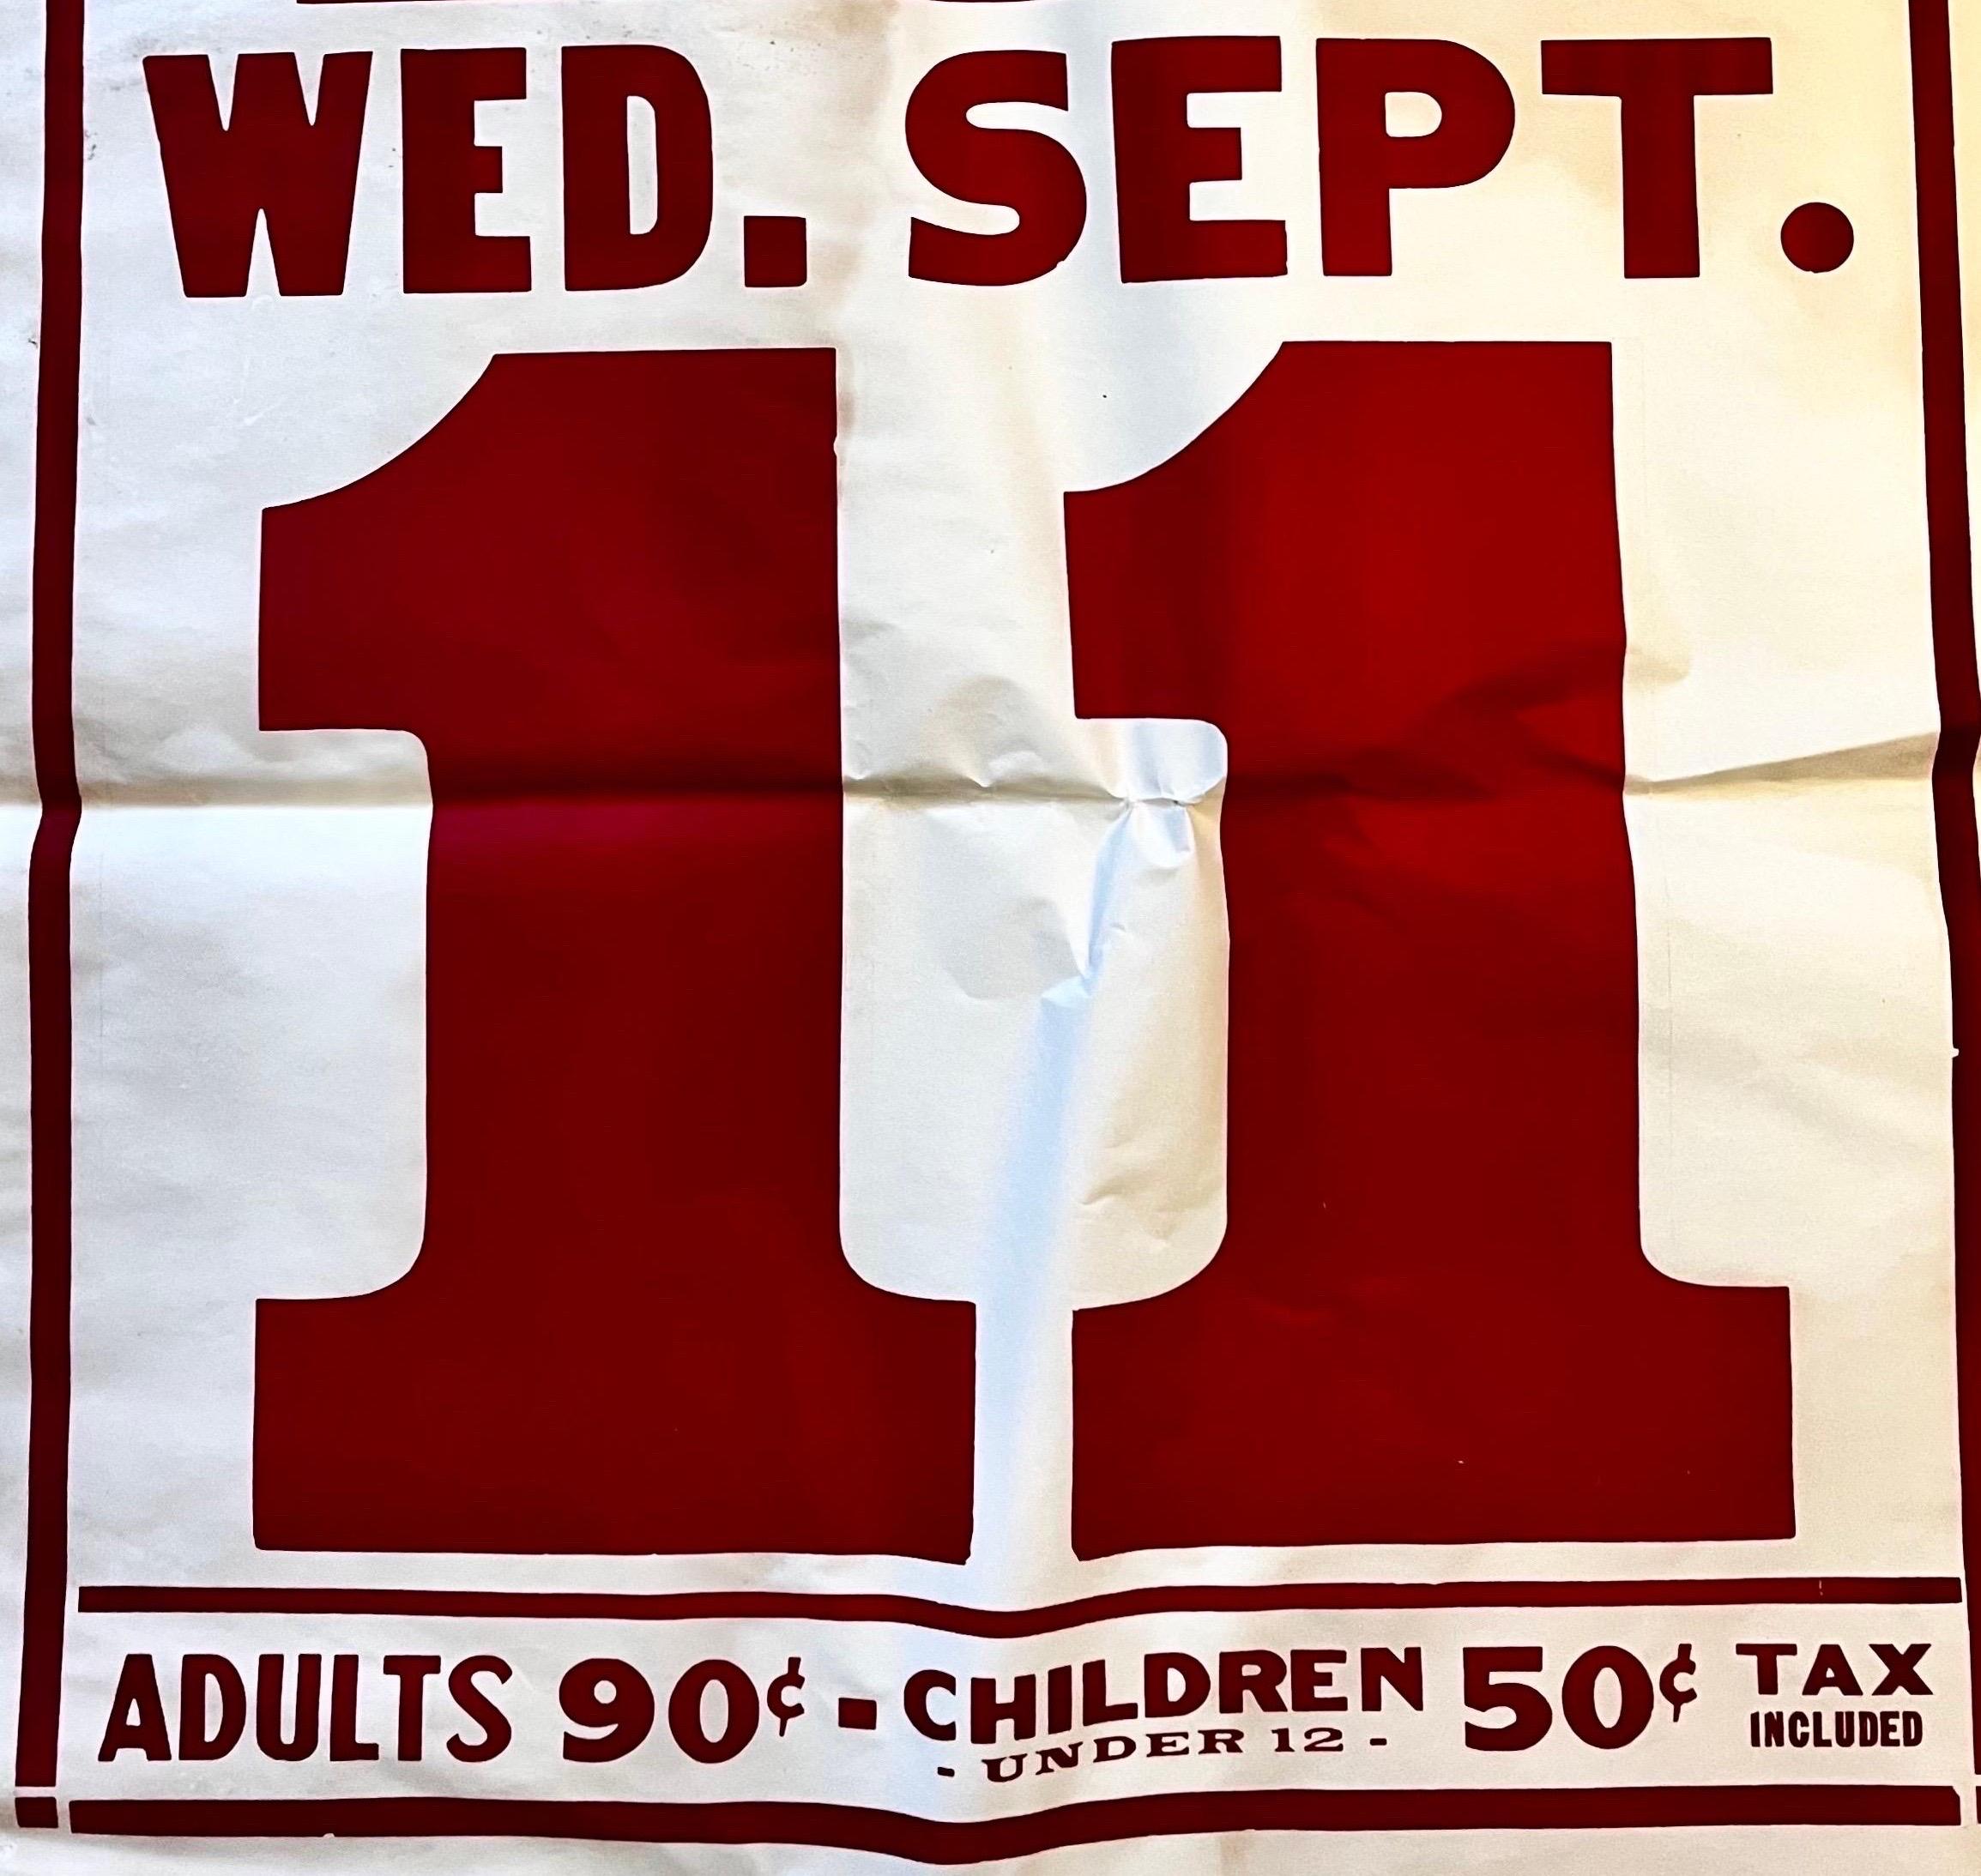 WED. SEPT.
11
ADULTS 90¢ - CHILDREN 50¢ TAX
- UNDER 12 - INCLUDED